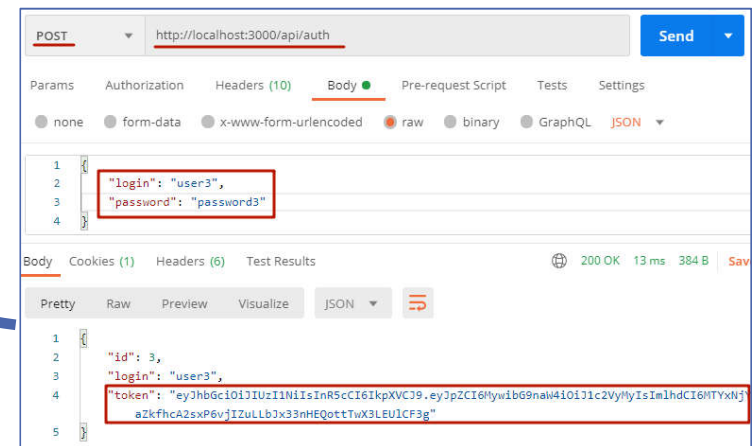 POST http://localhost:3000/api/auth Send
Params Authorization Headers (10) Body Pre-request Script Tests Settings
none form-data x-www-form-urlencoded raw binary GraphQL JSON
1 {
2 "login": "user3",
3 "password": "password3"
4 }
Body Cookies (1) Headers (6) Test Results 200 OK 13 ms 384 B Sav
Pretty Raw Preview Visualize JSON
1 {
2 "id": 3,
3 "login": "user3",
4 "token": "eyJhbGciOiJIUzI1NiIsInR5cCI6IkpXVCJ9.eyJpZCI6MywibG9naW4iOiJ1c2VyMyIsImlhdCI6MTYxNjY
aZkfhcA2sxP6vjIZuLLbJx33nHEQottTwX3LEUlCF3g"
5 }